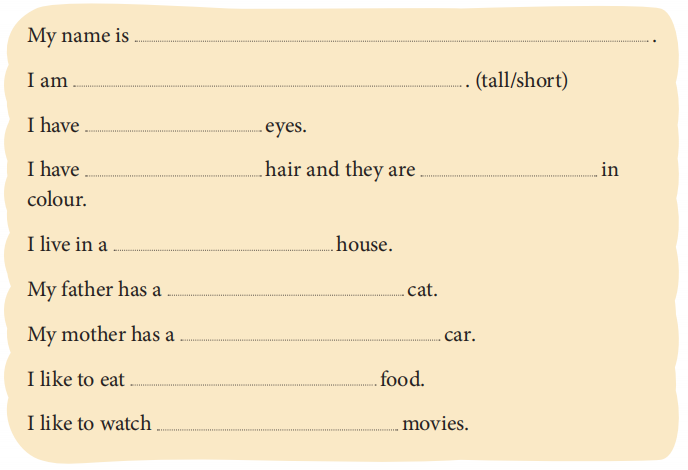 My name is .................................................. .
I am .................................................. . (tall/short)
I have .............................. eyes.
I have .............................. hair and they are .............................. in
colour.
I live in a .............................. house.
My father has a .............................. cat.
My mother has a .............................. car.
I like to eat .............................. food.
I like to watch .............................. movies.